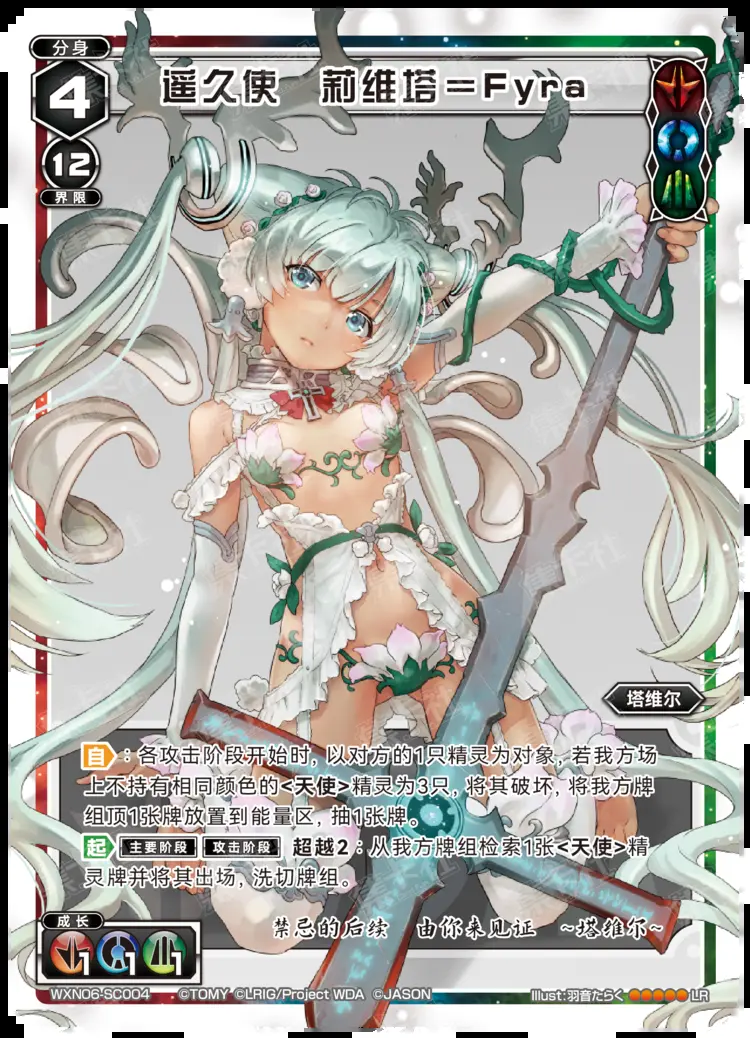 分身
4
遥久使　莉维塔＝Fyra
12
界限
塔维尔
自：各攻击阶段开始时，以对方的1只精灵为对象，若我方场
上不持有相同颜色的<天使>精灵为3只，将其破坏，将我方牌
组顶1张牌放置到能量区，抽1张牌。
起 主要阶段 攻击阶段 超越2：从我方牌组检索1张<天使>精
灵牌并将其出场，洗切牌组。
禁忌的后续　由你来见证　~塔维尔~
成长
1 1 1
WXN06-SC004 ©TOMY ©LRIG/Project WDA ©JASON Illust:羽音たらく LR